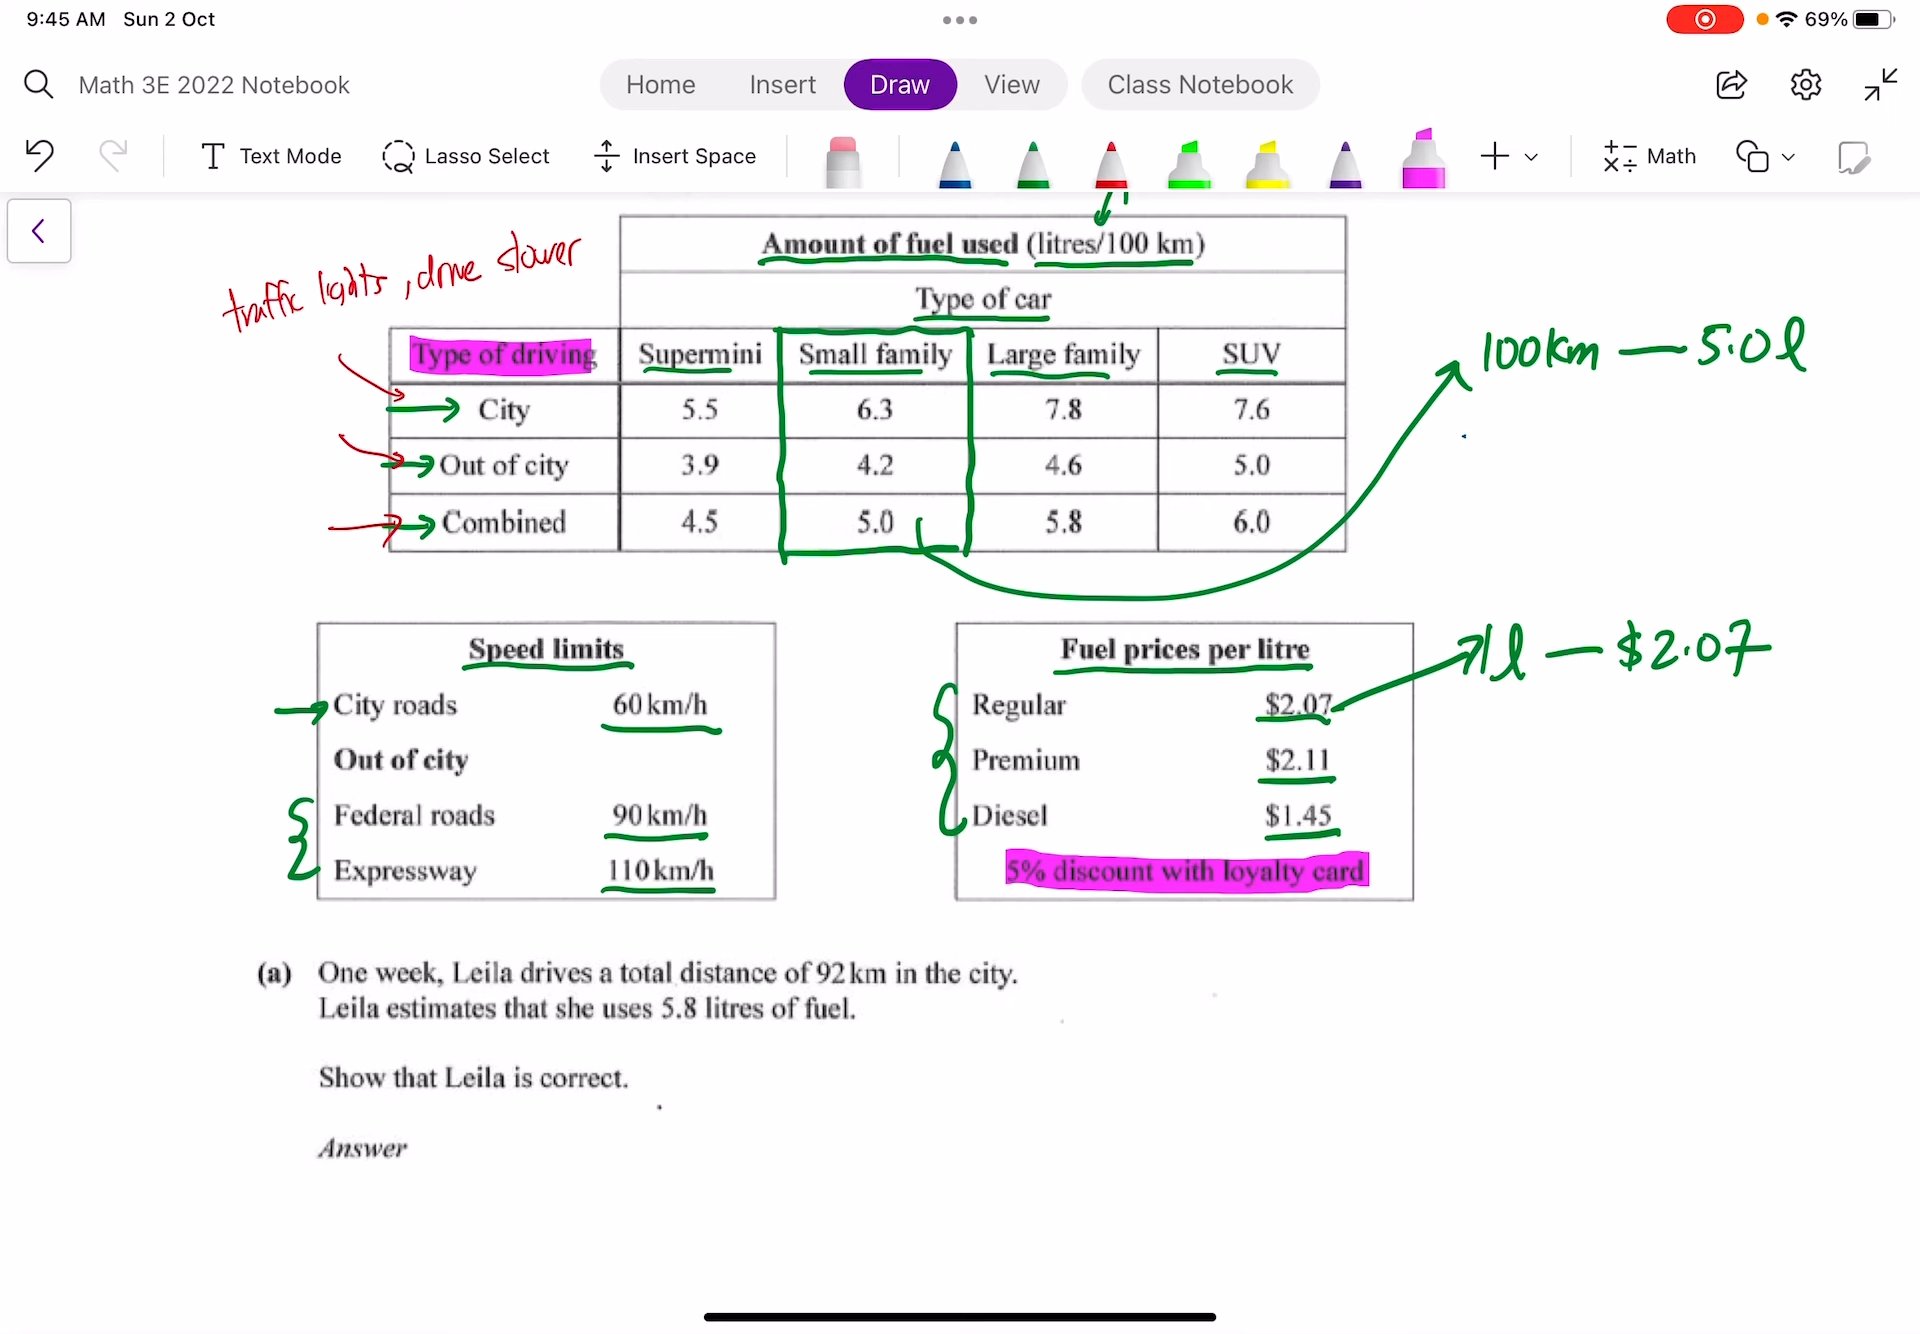 9:45 AM Sun 2 Oct
69%
Math 3E 2022 Notebook
Home Insert Draw View Class Notebook
Text Mode Lasso Select Insert Space Math
Amount of fuel used (litres/100 km)
traffic lights, drive slower
Type of car
Type of driving Supermini Small family Large family SUV
100km — 5.0l
City 5.5 6.3 7.8 7.6
Out of city 3.9 4.2 4.6 5.0
Combined 4.5 5.0 5.8 6.0
Speed limits
City roads 60 km/h
Out of city
Federal roads 90 km/h
Expressway 110 km/h
Fuel prices per litre
1l — $2.07
Regular $2.07
Premium $2.11
Diesel $1.45
5% discount with loyalty card
(a) One week, Leila drives a total distance of 92 km in the city.
Leila estimates that she uses 5.8 litres of fuel.
Show that Leila is correct.
Answer